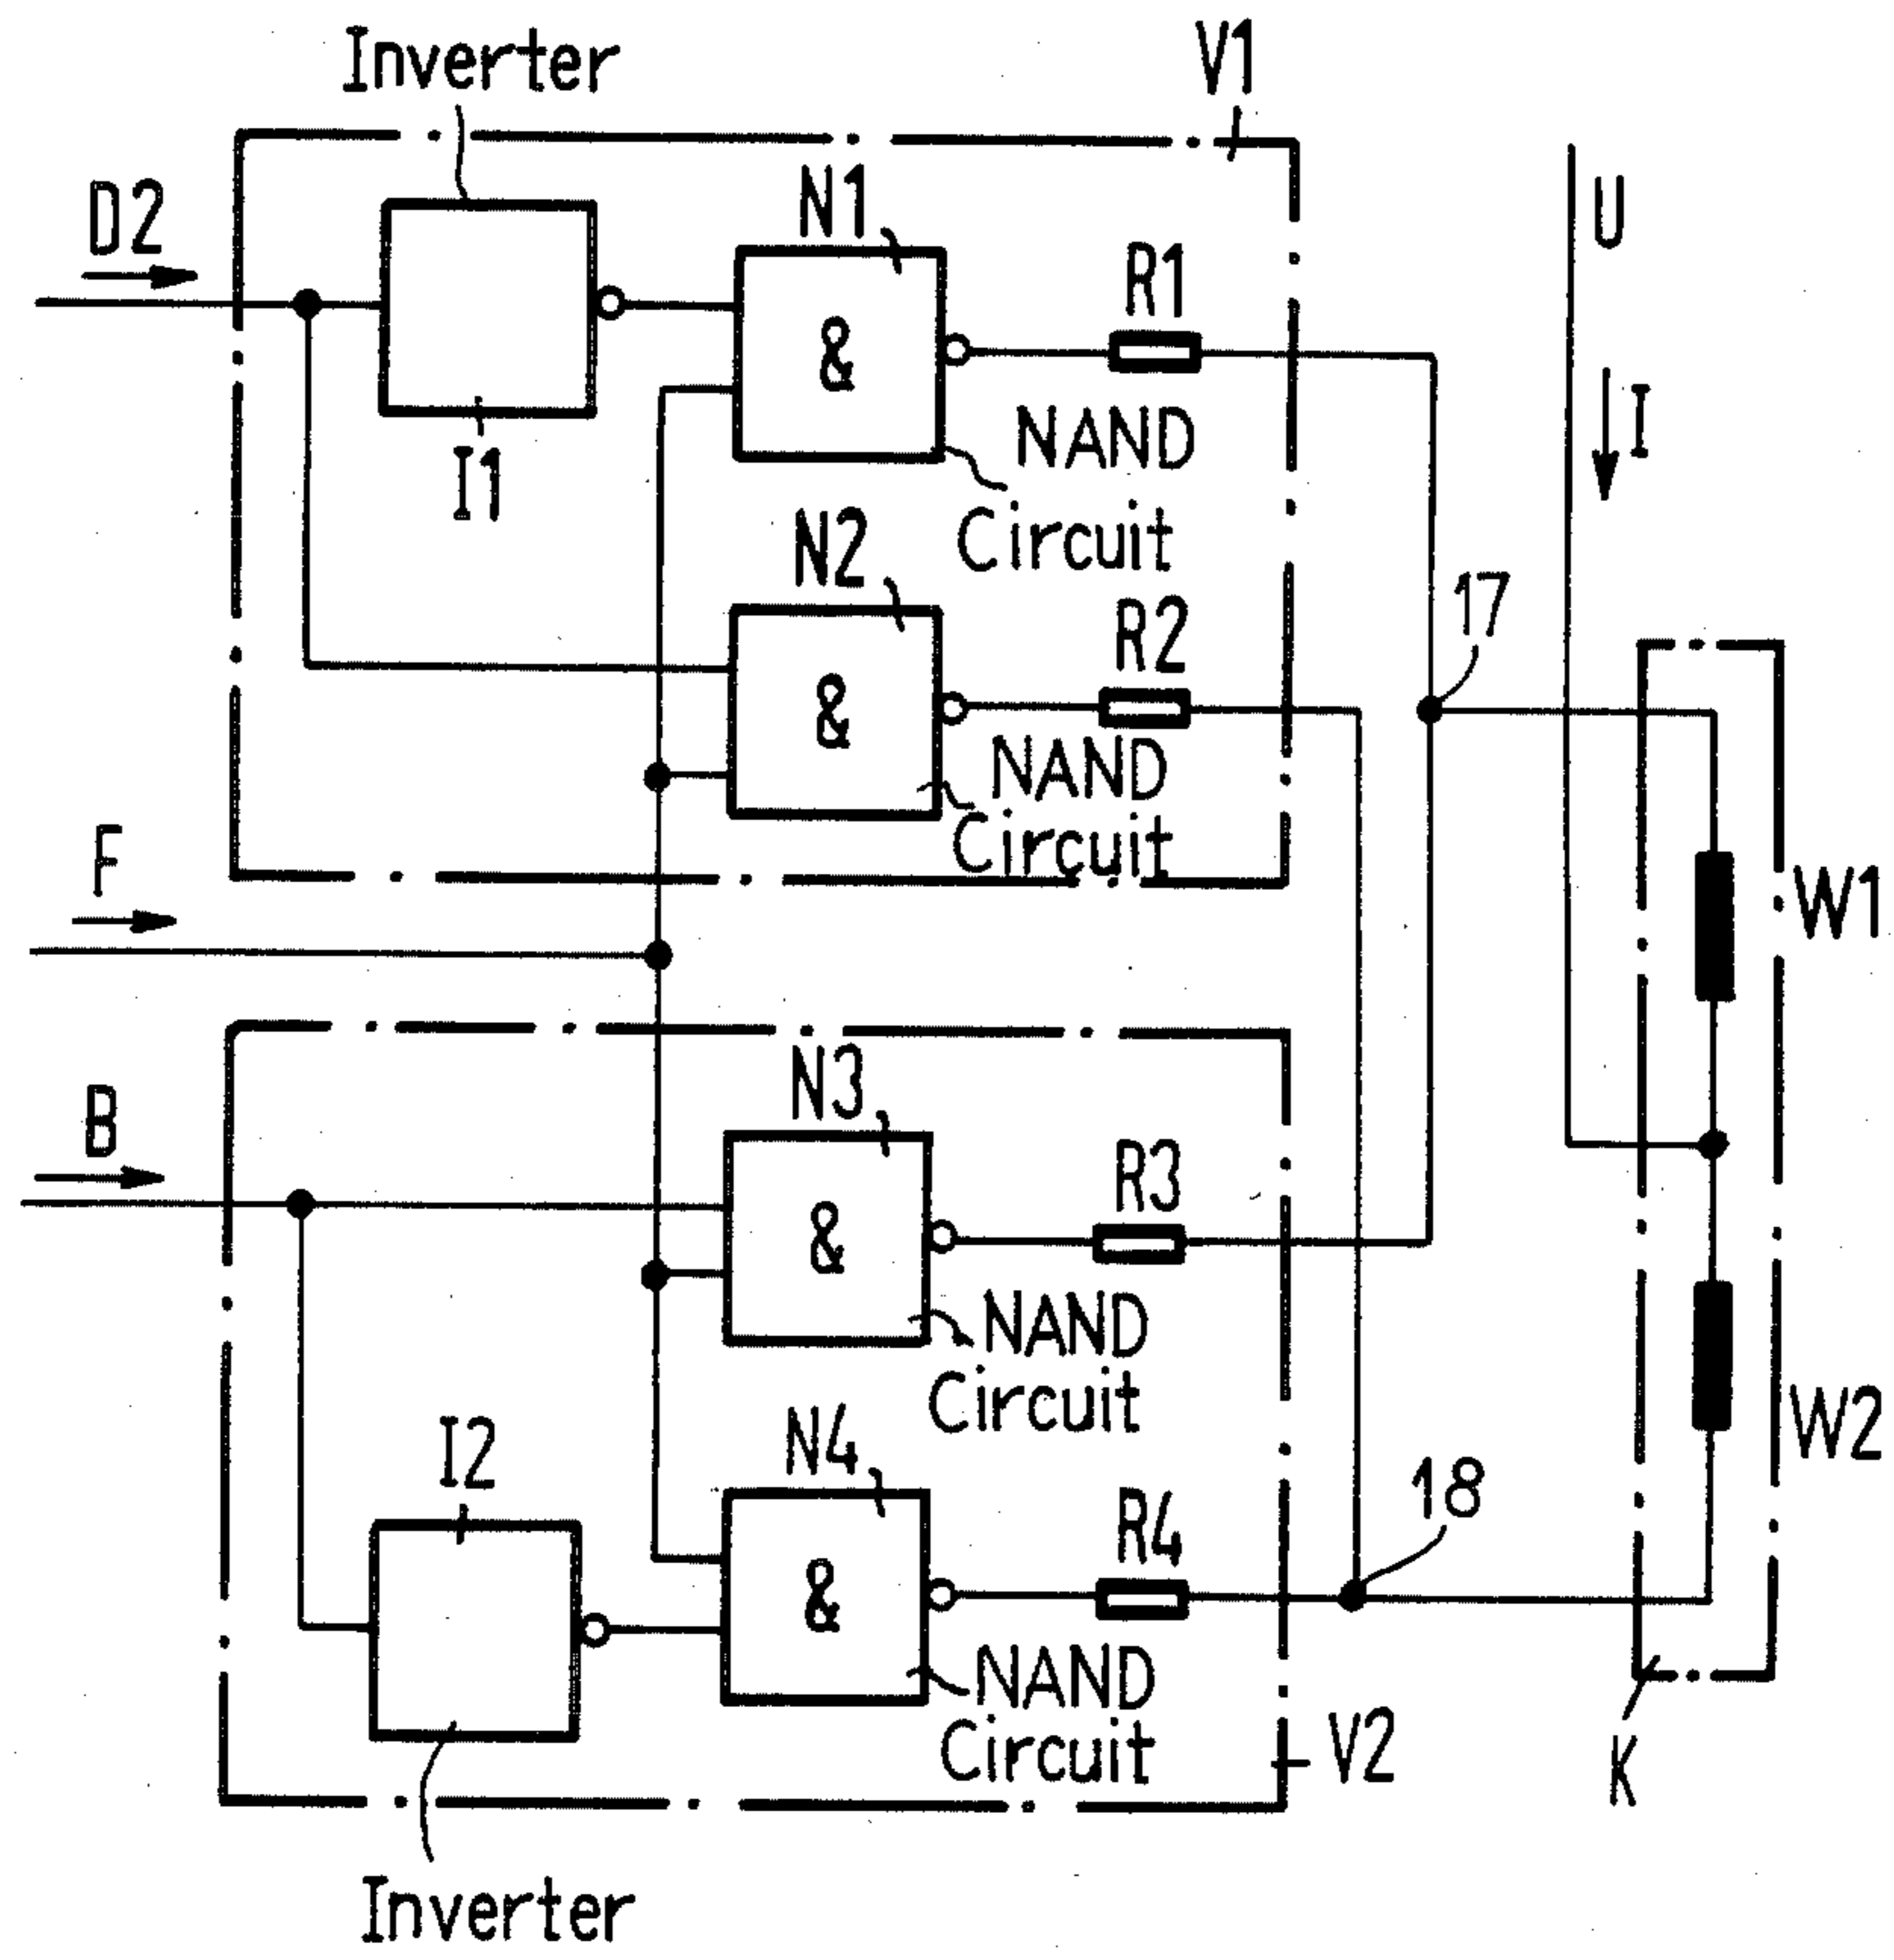 Inverter
V1
D2
N1
&
I1
R1
NAND
Circuit
U
I
N2
&
R2
NAND
Circuit
17
F
W1
B
N3
&
R3
NAND
Circuit
W2
I2
N4
&
R4
18
NAND
Circuit
V2
K
Inverter